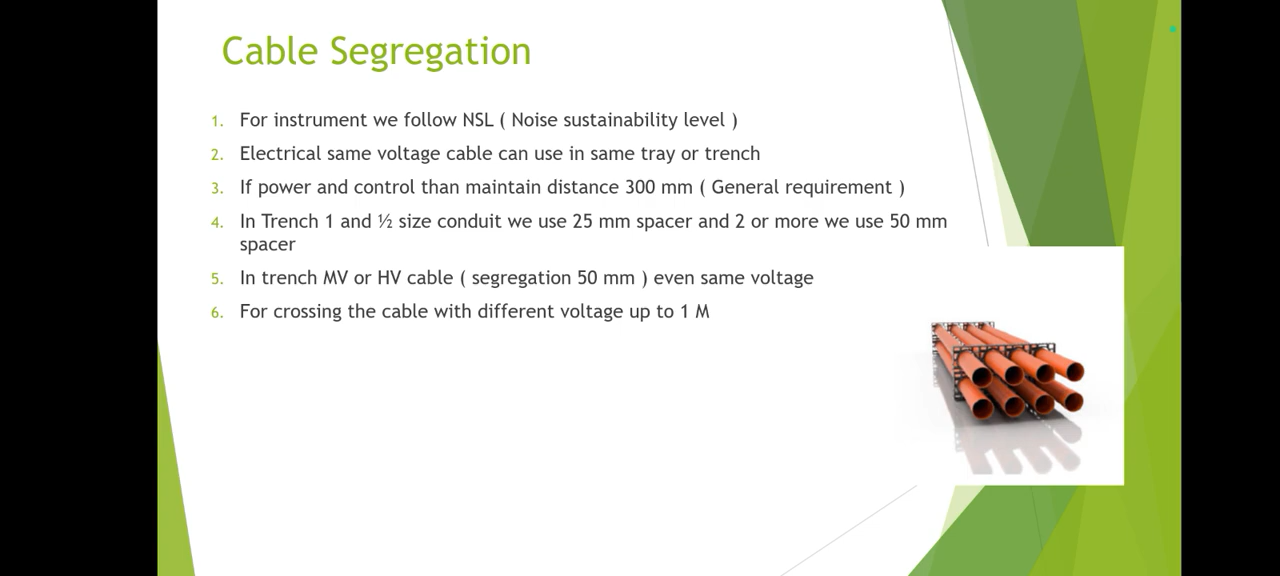 Cable Segregation
1. For instrument we follow NSL ( Noise sustainability level )
2. Electrical same voltage cable can use in same tray or trench
3. If power and control than maintain distance 300 mm ( General requirement )
4. In Trench 1 and ½ size conduit we use 25 mm spacer and 2 or more we use 50 mm
spacer
5. In trench MV or HV cable ( segregation 50 mm ) even same voltage
6. For crossing the cable with different voltage up to 1 M